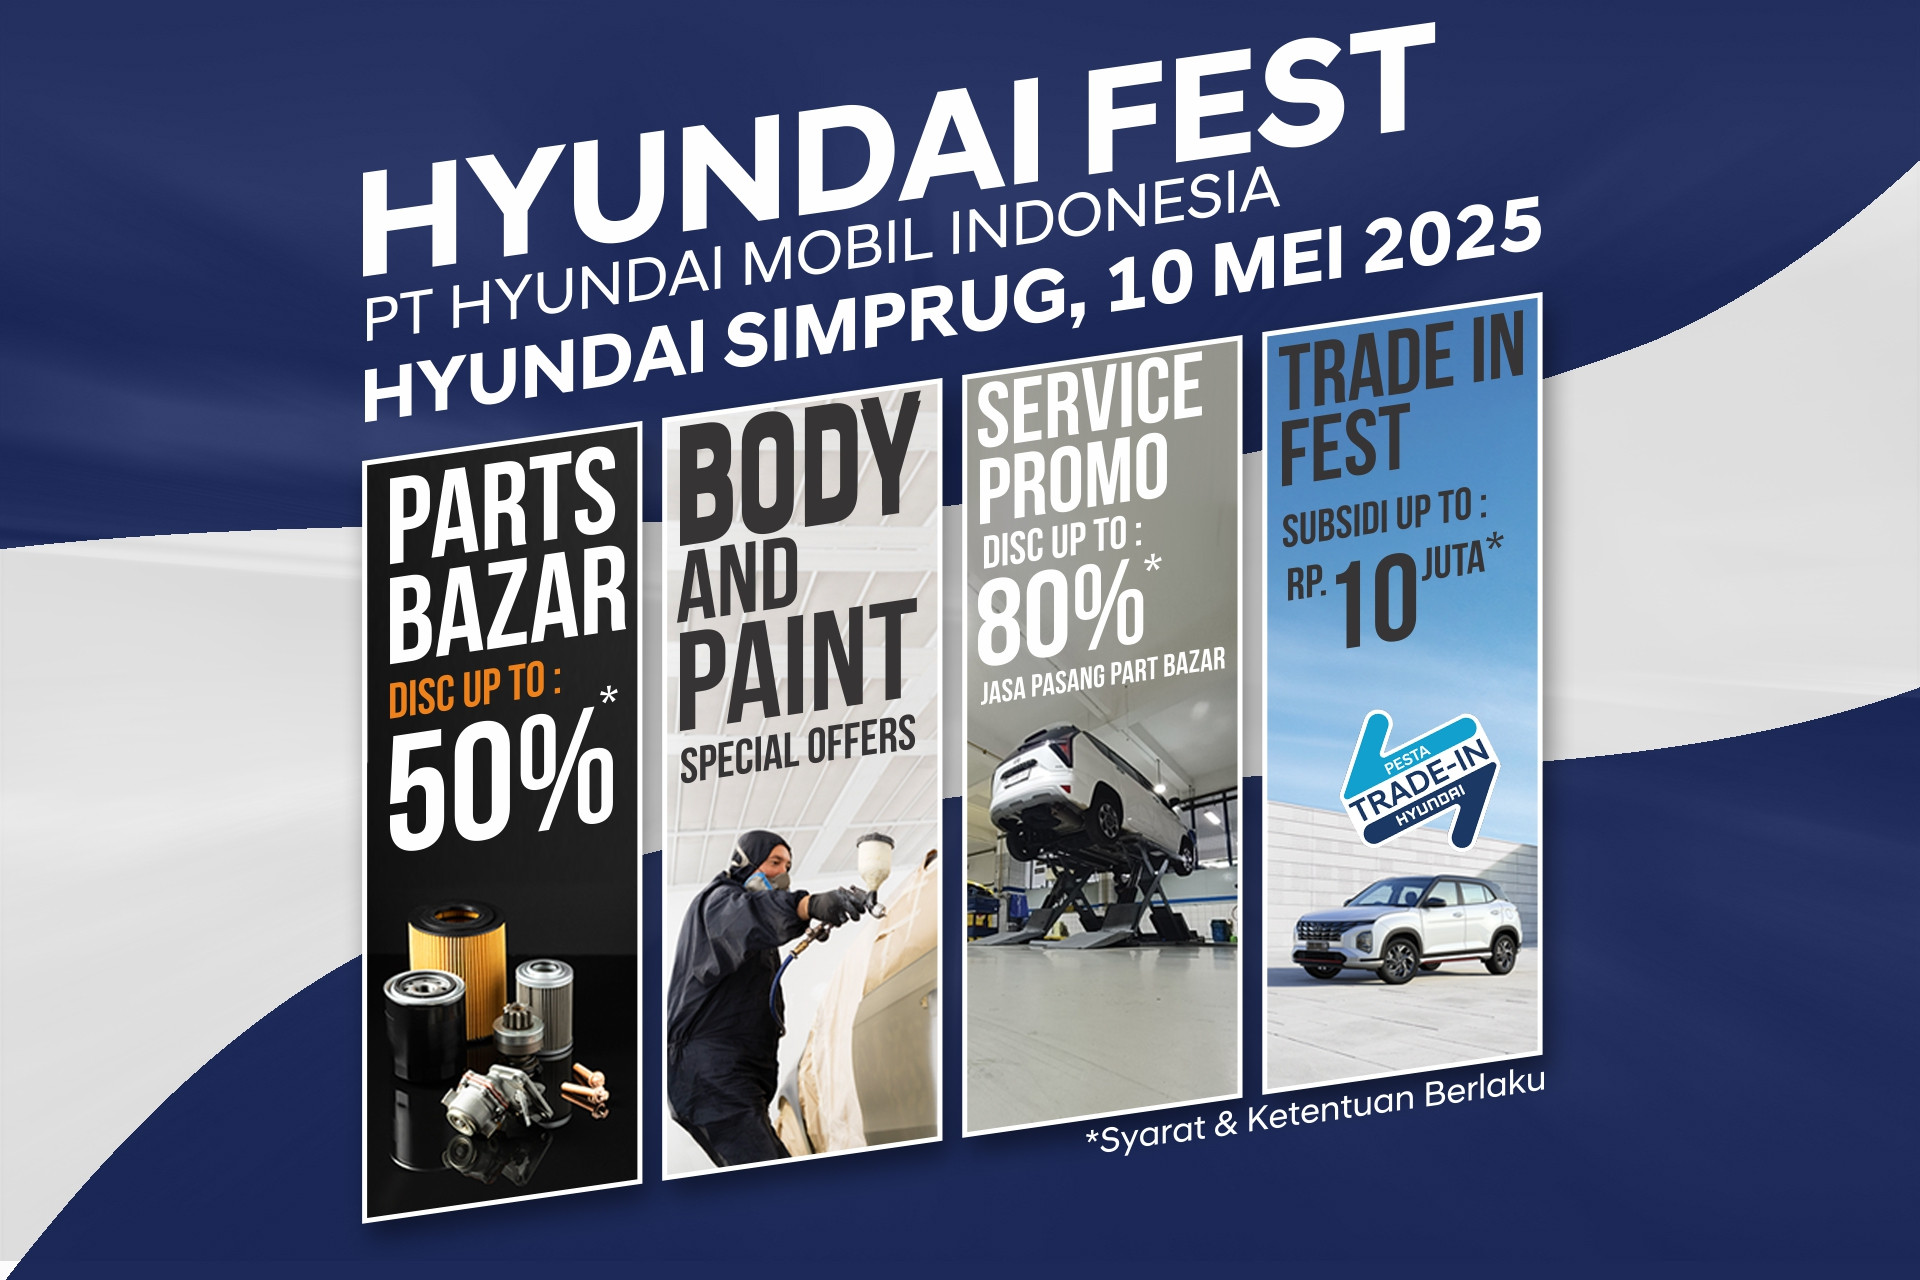 HYUNDAI FEST
PT HYUNDAI MOBIL INDONESIA
HYUNDAI SIMPRUG, 10 MEI 2025
PARTS
BAZAR
DISC UP TO :
50%*
BODY
AND
PAINT
SPECIAL OFFERS
SERVICE
PROMO
DISC UP TO :
80%*
JASA PASANG PART BAZAR
TRADE IN
FEST
SUBSIDI UP TO :
RP. 10 JUTA*
PESTA
TRADE-IN
HYUNDAI
*Syarat & Ketentuan Berlaku